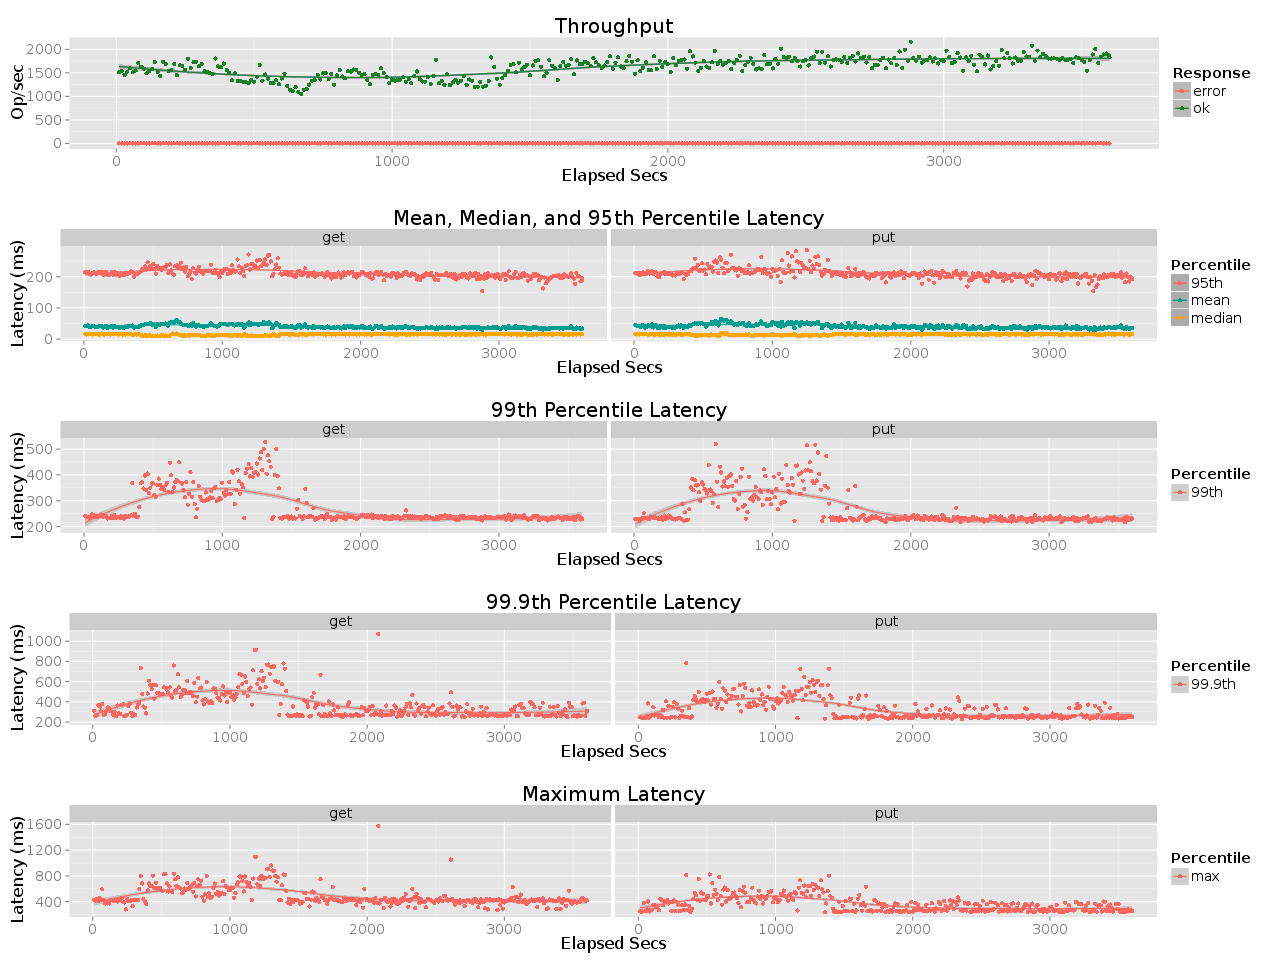 Throughput
Op/sec
2000
1500
1000
500
0
0 1000 2000 3000
Elapsed Secs
Response
error
ok
Mean, Median, and 95th Percentile Latency
get put
Latency (ms)
200
100
0
0 1000 2000 3000 0 1000 2000 3000
Elapsed Secs
Percentile
95th
mean
median
99th Percentile Latency
get put
Latency (ms)
500
400
300
200
0 1000 2000 3000 0 1000 2000 3000
Elapsed Secs
Percentile
99th
99.9th Percentile Latency
get put
Latency (ms)
1000
800
600
400
200
0 1000 2000 3000 0 1000 2000 3000
Elapsed Secs
Percentile
99.9th
Maximum Latency
get put
Latency (ms)
1600
1200
800
400
0 1000 2000 3000 0 1000 2000 3000
Elapsed Secs
Percentile
max